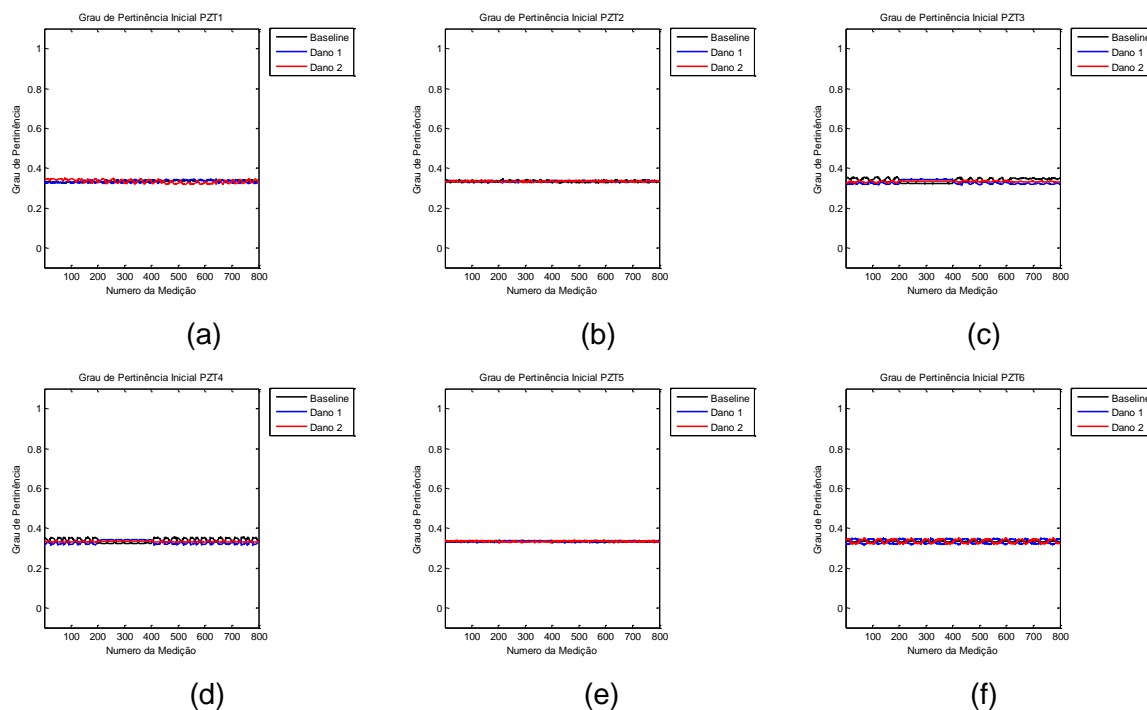 Grau de Pertinência Inicial PZT1
Baseline
Dano 1
Dano 2
Grau de Pertinência
1
0.8
0.6
0.4
0.2
0
100 200 300 400 500 600 700 800
Numero da Medição
(a)
Grau de Pertinência Inicial PZT2
Baseline
Dano 1
Dano 2
Grau de Pertinência
1
0.8
0.6
0.4
0.2
0
100 200 300 400 500 600 700 800
Numero da Medição
(b)
Grau de Pertinência Inicial PZT3
Baseline
Dano 1
Dano 2
Grau de Pertinência
1
0.8
0.6
0.4
0.2
0
100 200 300 400 500 600 700 800
Numero da Medição
(c)
Grau de Pertinência Inicial PZT4
Baseline
Dano 1
Dano 2
Grau de Pertinência
1
0.8
0.6
0.4
0.2
0
100 200 300 400 500 600 700 800
Numero da Medição
(d)
Grau de Pertinência Inicial PZT5
Baseline
Dano 1
Dano 2
Grau de Pertinência
1
0.8
0.6
0.4
0.2
0
100 200 300 400 500 600 700 800
Numero da Medição
(e)
Grau de Pertinência Inicial PZT6
Baseline
Dano 1
Dano 2
Grau de Pertinência
1
0.8
0.6
0.4
0.2
0
100 200 300 400 500 600 700 800
Numero da Medição
(f)